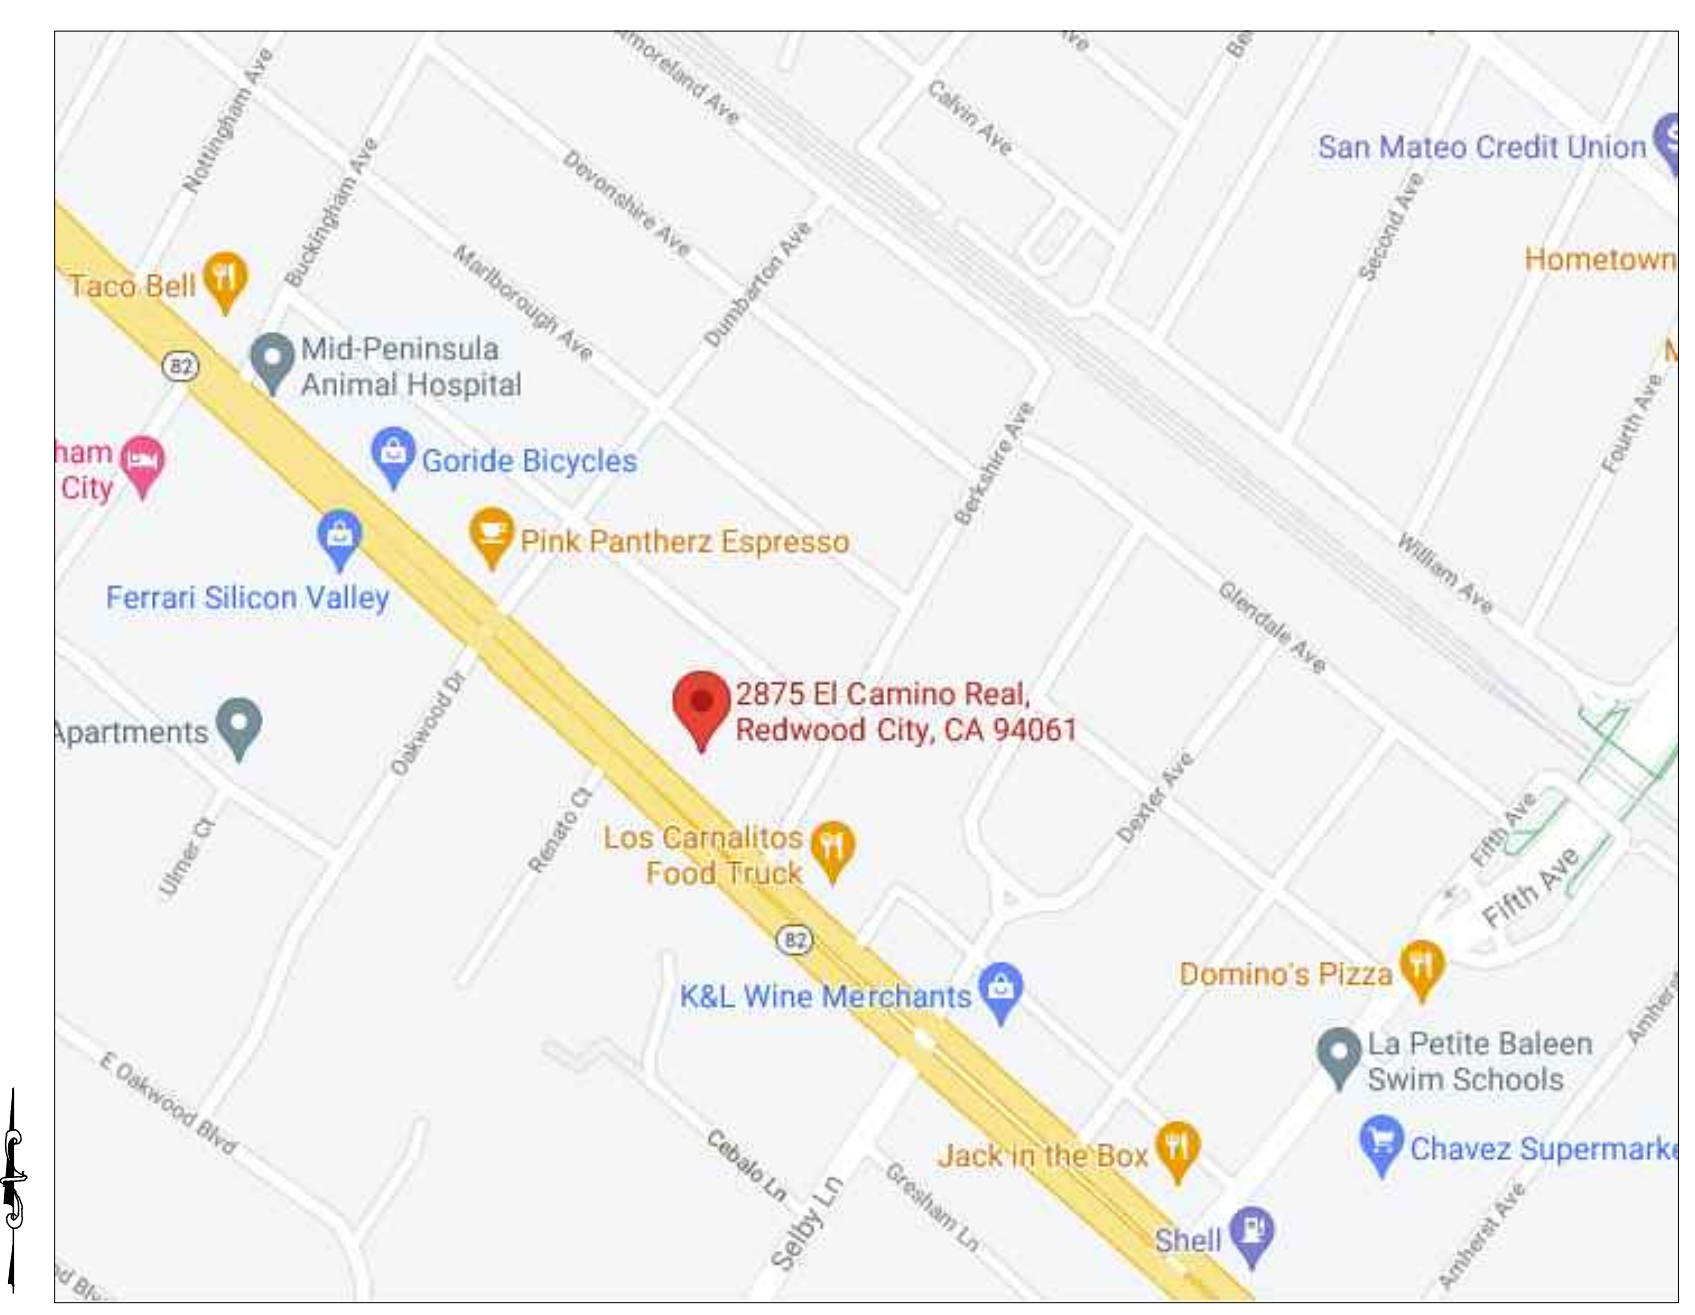 Nottingham Ave
Buckingham Ave
Devonshire Ave
Marlborough Ave
Dumbarton Ave
moreland Ave
Calvin Ave
ve
Be
San Mateo Credit Union
Second Ave
Hometown
M
Fourth Ave
Taco Bell
82
Mid-Peninsula
Animal Hospital
ham
City
Goride Bicycles
Pink Pantherz Espresso
Ferrari Silicon Valley
Berkshire Ave
William Ave
Glendale Ave
2875 El Camino Real,
Redwood City, CA 94061
Apartments
Oakwood Dr
Ulmer Ct
Renato Ct
Los Carnalitos
Food Truck
Dexter Ave
Fifth Ave
Fifth Ave
82
K&L Wine Merchants
Domino's Pizza
La Petite Baleen
Swim Schools
Amherst
E Oakwood Blvd
Cebalo Ln
Selby Ln
Gresham Ln
Jack in the Box
Chavez Supermarke
Shell
Amherst Ave
od Blv